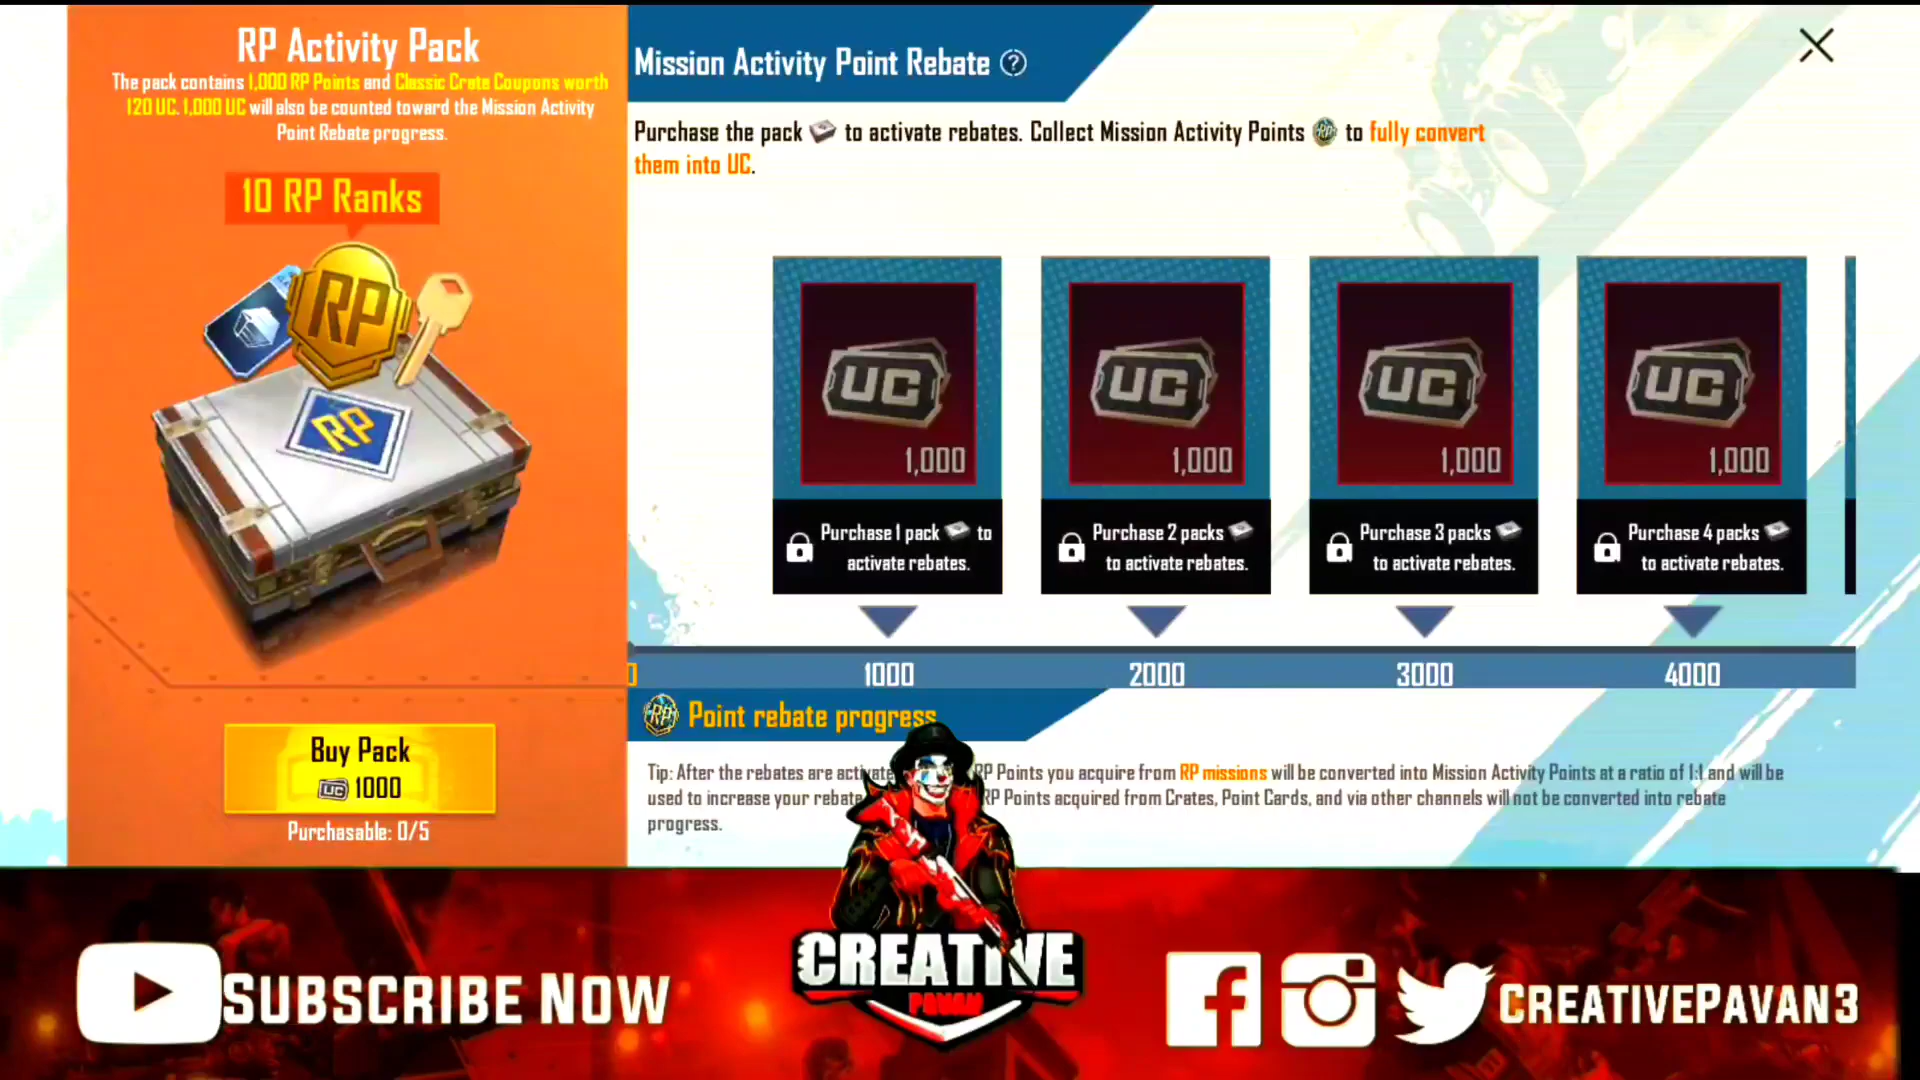 RP Activity Pack
The pack contains 1,000 RP Points and Classic Crate Coupons worth
120 UC. 1,000 UC will also be counted toward the Mission Activity
Point Rebate progress.
10 RP Ranks
RP
RP
Buy Pack
UC 1000
Purchasable: 0/5
Mission Activity Point Rebate ?
Purchase the pack to activate rebates. Collect Mission Activity Points RP to fully convert
them into UC.
UC
1,000
UC
1,000
UC
1,000
UC
1,000
Purchase 1 pack to
activate rebates.
Purchase 2 packs
to activate rebates.
Purchase 3 packs
to activate rebates.
Purchase 4 packs
to activate rebates.
0 1000 2000 3000 4000
RP Point rebate progress
Tip: After the rebates are activate RP Points you acquire from RP missions will be converted into Mission Activity Points at a ratio of 1:1 and will be
used to increase your rebate RP Points acquired from Crates, Point Cards, and via other channels will not be converted into rebate
progress.
SUBSCRIBE NOW
CREATIVE
PAVAN
CREATIVEPAVAN3